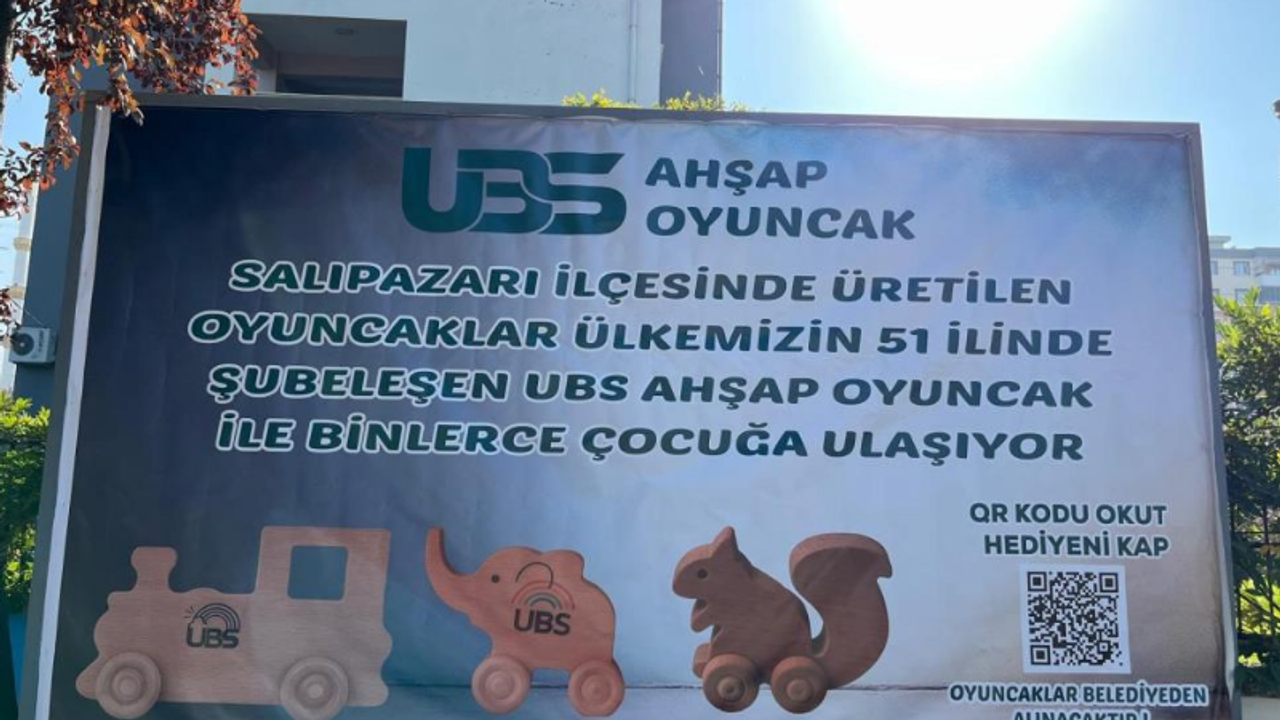 UBS AHŞAP
OYUNCAK
SALIPAZARI İLÇESİNDE ÜRETİLEN
OYUNCAKLAR ÜLKEMİZİN 51 İLİNDE
ŞUBELEŞEN UBS AHŞAP OYUNCAK
İLE BİNLERCE ÇOCUĞA ULAŞIYOR
QR KODU OKUT
HEDİYENİ KAP
UBS
UBS
OYUNCAKLAR BELEDİYEDEN
ALINACAKTIR !